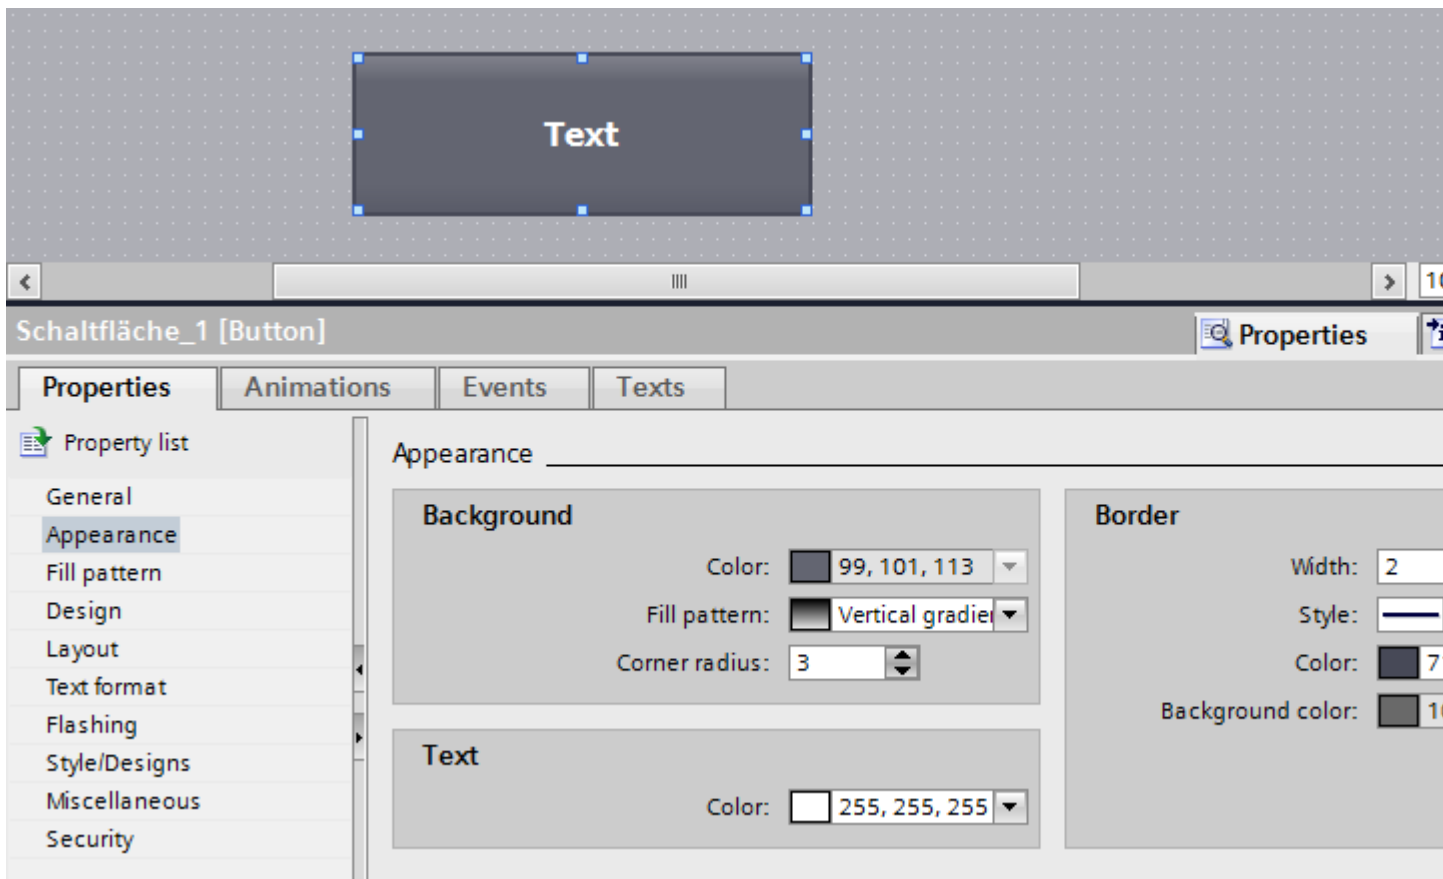 Text
10
Schaltfläche_1 [Button]
Properties
Properties Animations Events Texts
Property list
General
Appearance
Fill pattern
Design
Layout
Text format
Flashing
Style/Designs
Miscellaneous
Security
Appearance
Background
Color: 99, 101, 113
Fill pattern: Vertical gradie
Corner radius: 3
Text
Color: 255, 255, 255
Border
Width: 2
Style:
Color: 7
Background color: 10